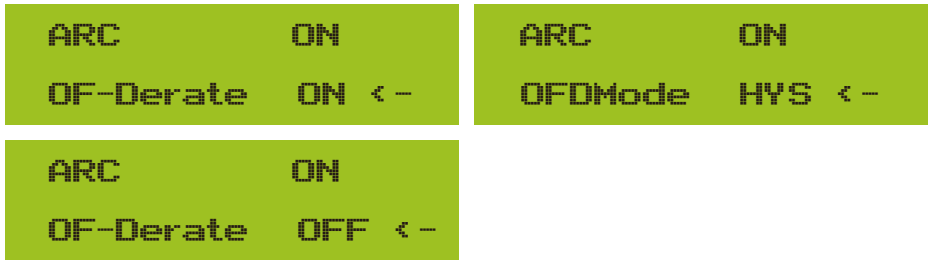 ARC ON
OF-Derate ON <-
ARC ON
OFDMode HYS <-
ARC ON
OF-Derate OFF <-